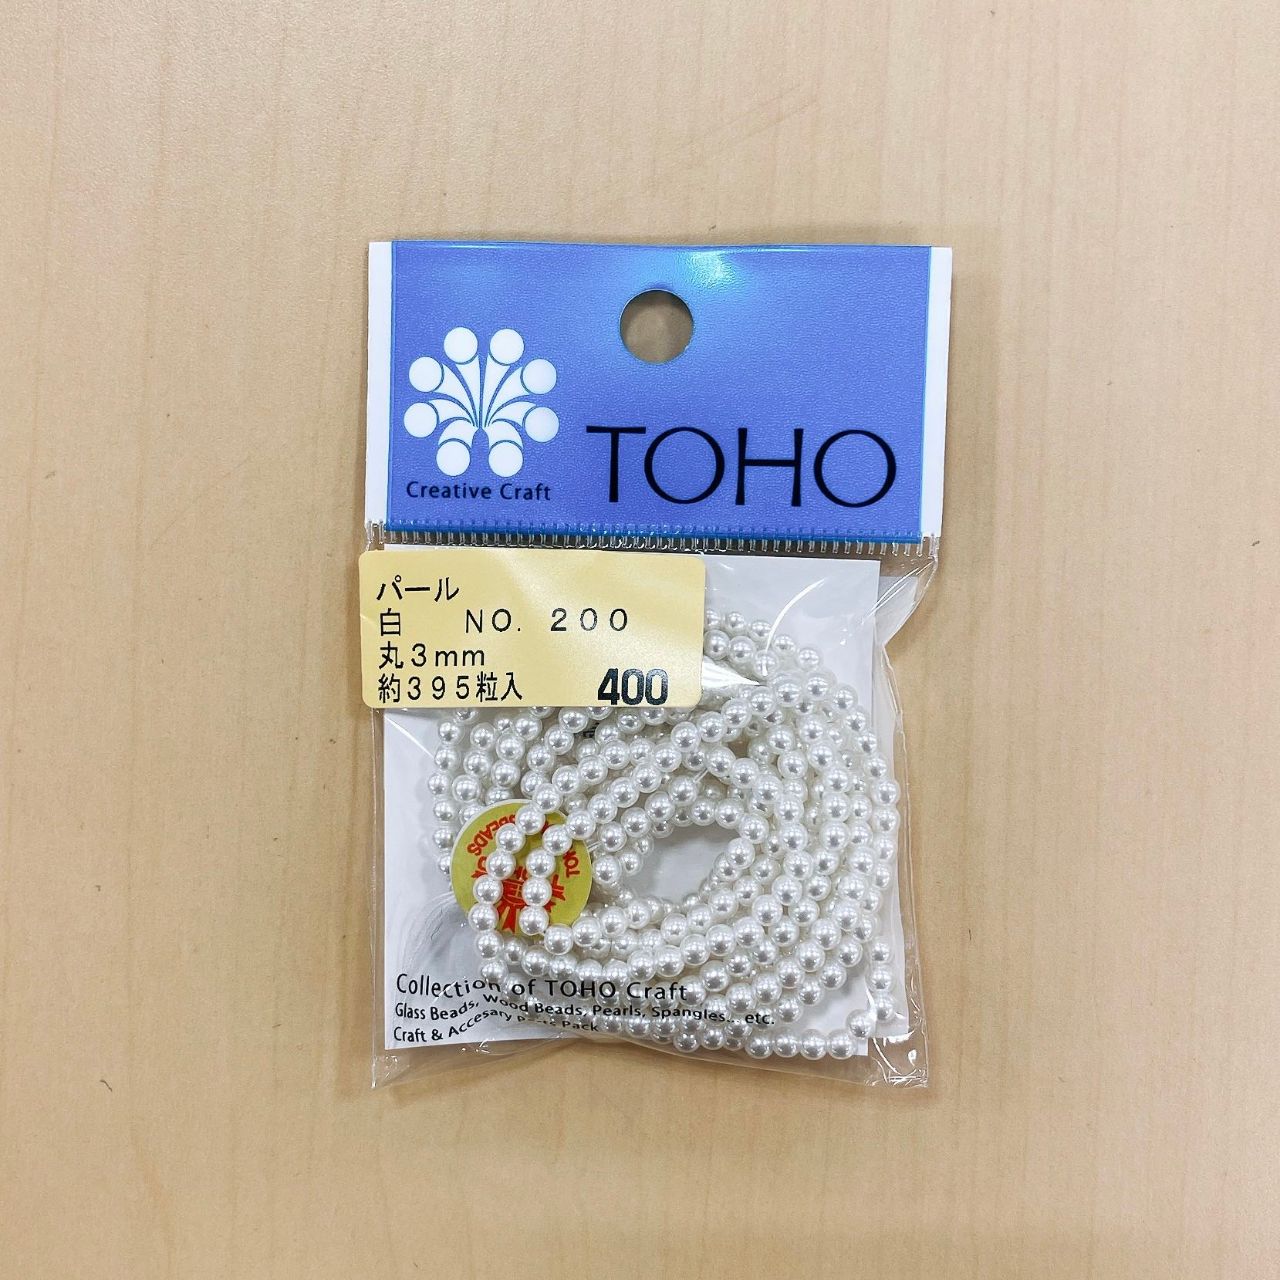 Creative Craft
TOHO
パール
白 NO. 200
丸3mm
約395粒入 400
BEADS
Collection of TOHO Craft
Glass Beads, Wood Beads, Pearls, Spangles... etc.
Craft & Accesary Parts Pack